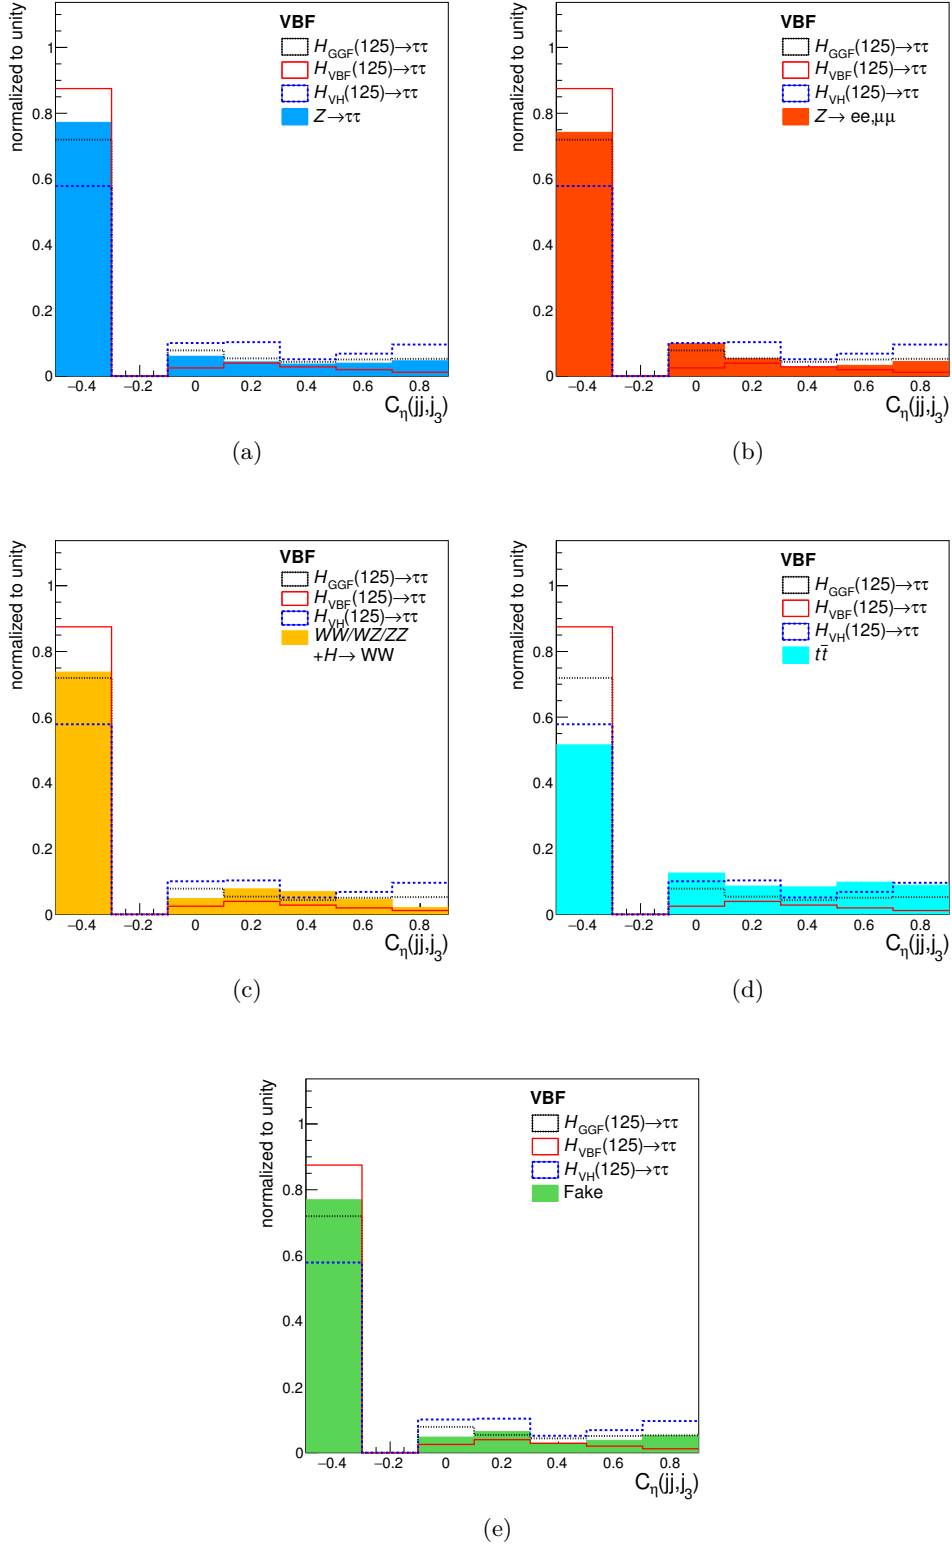 normalized to unity
VBF
H_GGF(125)→ττ
H_VBF(125)→ττ
H_VH(125)→ττ
Z→ττ
1
0.8
0.6
0.4
0.2
0
−0.4 −0.2 0 0.2 0.4 0.6 0.8
C_η(jj,j_3)
(a)
normalized to unity
VBF
H_GGF(125)→ττ
H_VBF(125)→ττ
H_VH(125)→ττ
Z→ ee,μμ
1
0.8
0.6
0.4
0.2
0
−0.4 −0.2 0 0.2 0.4 0.6 0.8
C_η(jj,j_3)
(b)
normalized to unity
VBF
H_GGF(125)→ττ
H_VBF(125)→ττ
H_VH(125)→ττ
WW/WZ/ZZ
+H→ WW
1
0.8
0.6
0.4
0.2
0
−0.4 −0.2 0 0.2 0.4 0.6 0.8
C_η(jj,j_3)
(c)
normalized to unity
VBF
H_GGF(125)→ττ
H_VBF(125)→ττ
H_VH(125)→ττ
tt̄
1
0.8
0.6
0.4
0.2
0
−0.4 −0.2 0 0.2 0.4 0.6 0.8
C_η(jj,j_3)
(d)
normalized to unity
VBF
H_GGF(125)→ττ
H_VBF(125)→ττ
H_VH(125)→ττ
Fake
1
0.8
0.6
0.4
0.2
0
−0.4 −0.2 0 0.2 0.4 0.6 0.8
C_η(jj,j_3)
(e)